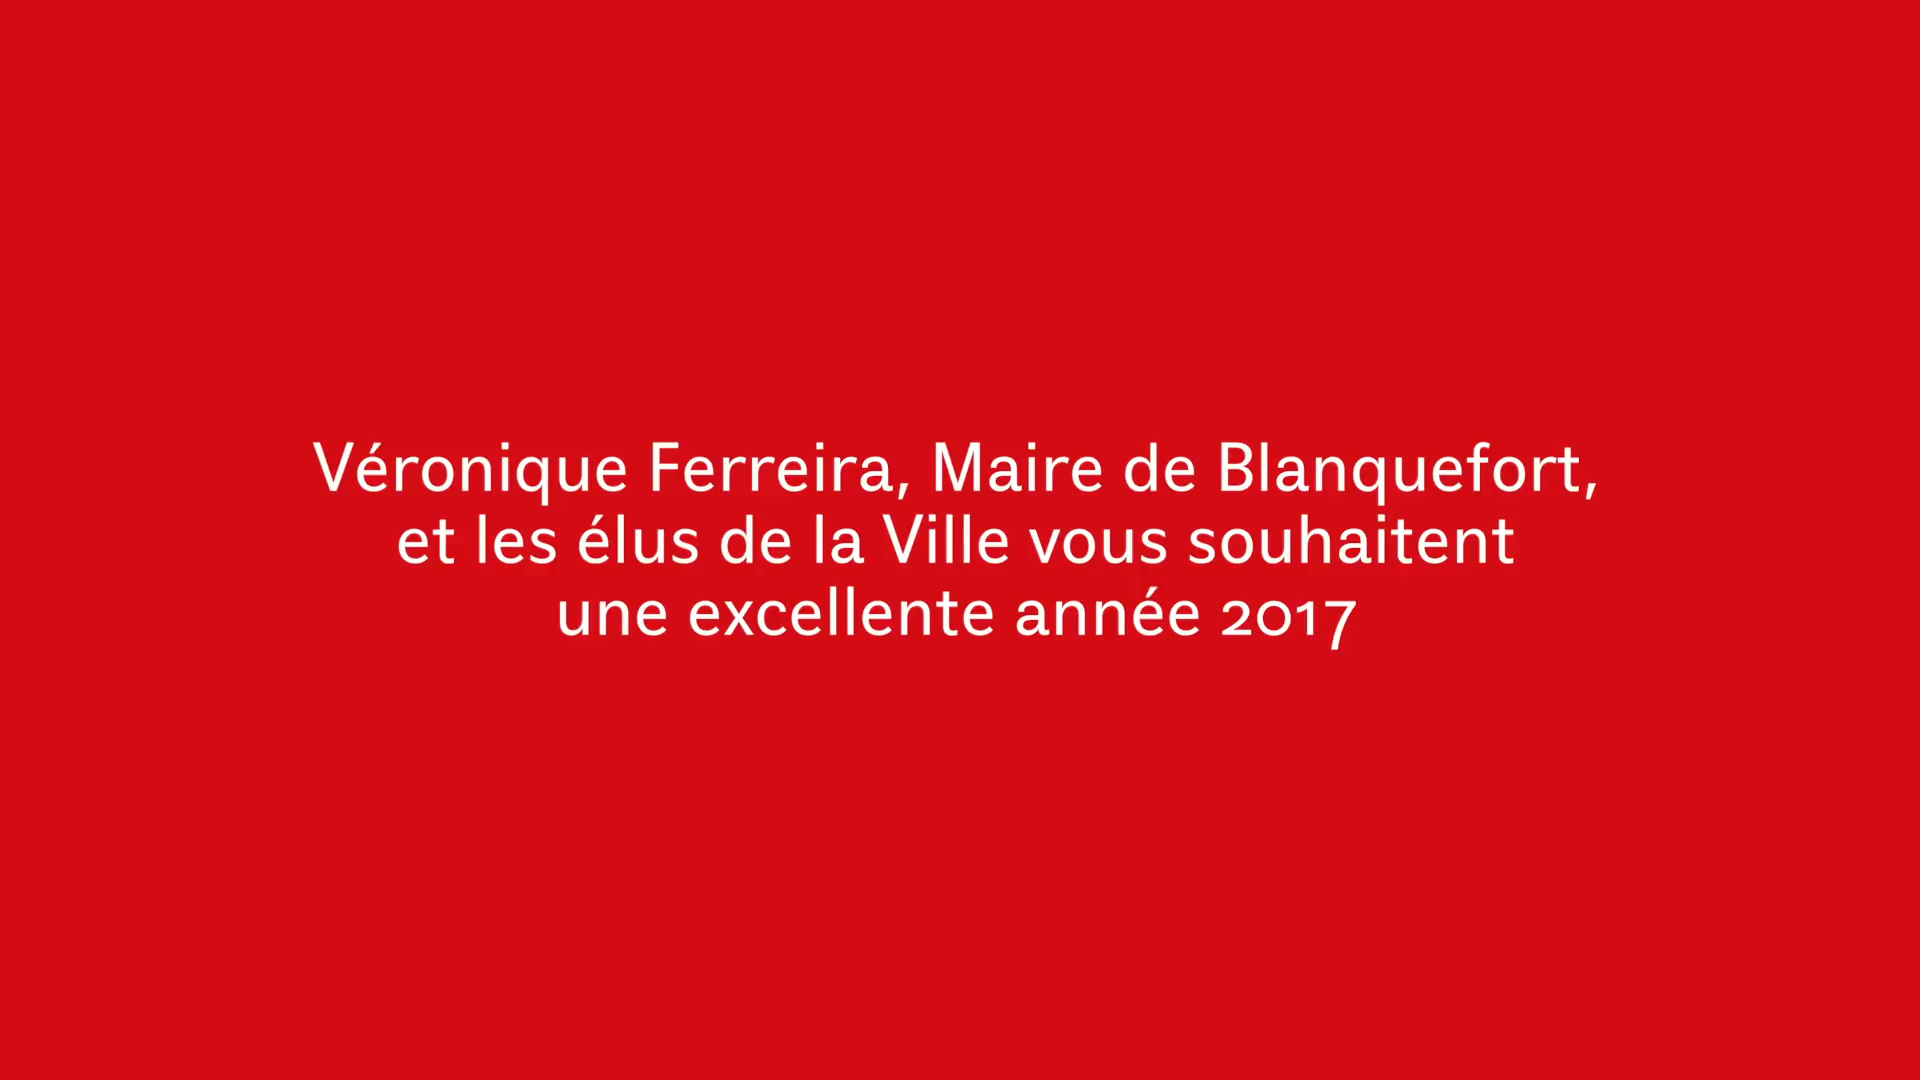 Véronique Ferreira, Maire de Blanquefort,
et les élus de la Ville vous souhaitent
une excellente année 2017